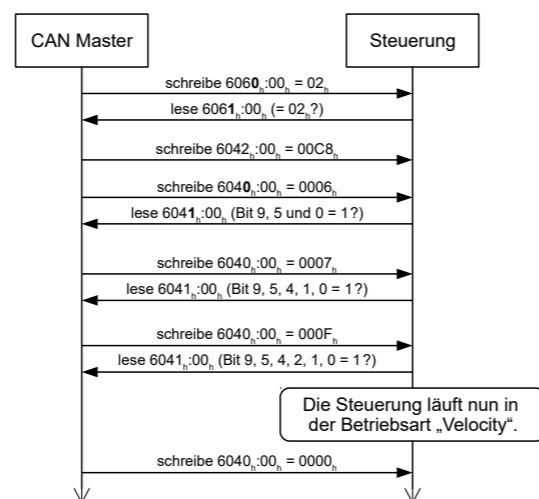 CAN Master
Steuerung
schreibe 6060h:00h = 02h
lese 6061h:00h (= 02h?)
schreibe 6042h:00h = 00C8h
schreibe 6040h:00h = 0006h
lese 6041h:00h (Bit 9, 5 und 0 = 1?)
schreibe 6040h:00h = 0007h
lese 6041h:00h (Bit 9, 5, 4, 1, 0 = 1?)
schreibe 6040h:00h = 000Fh
lese 6041h:00h (Bit 9, 5, 4, 2, 1, 0 = 1?)
Die Steuerung läuft nun in
der Betriebsart „Velocity“.
schreibe 6040h:00h = 0000h